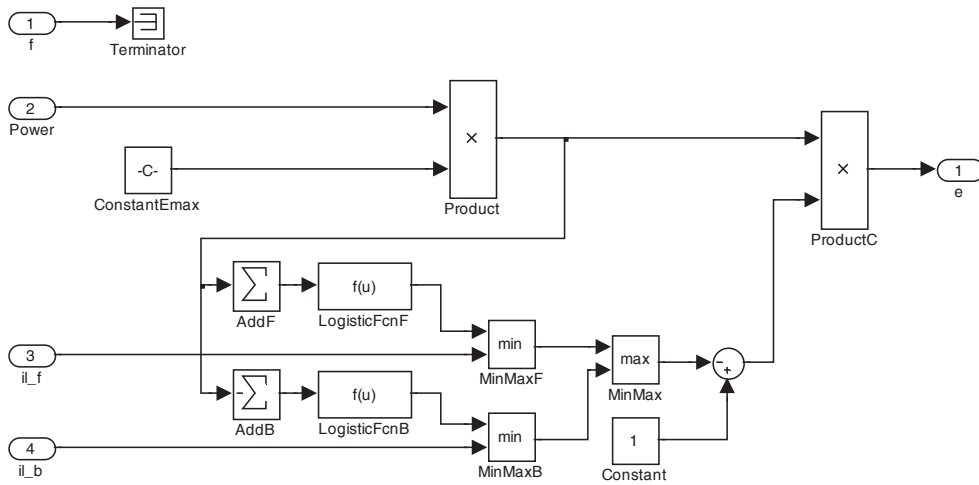 1
f
Terminator
2
Power
-C-
ConstantEmax
×
Product
×
ProductC
1
e
AddF
f(u)
LogisticFcnF
3
il_f
min
MinMaxF
max
MinMax
-
+
-
AddB
f(u)
LogisticFcnB
4
il_b
min
MinMaxB
1
Constant